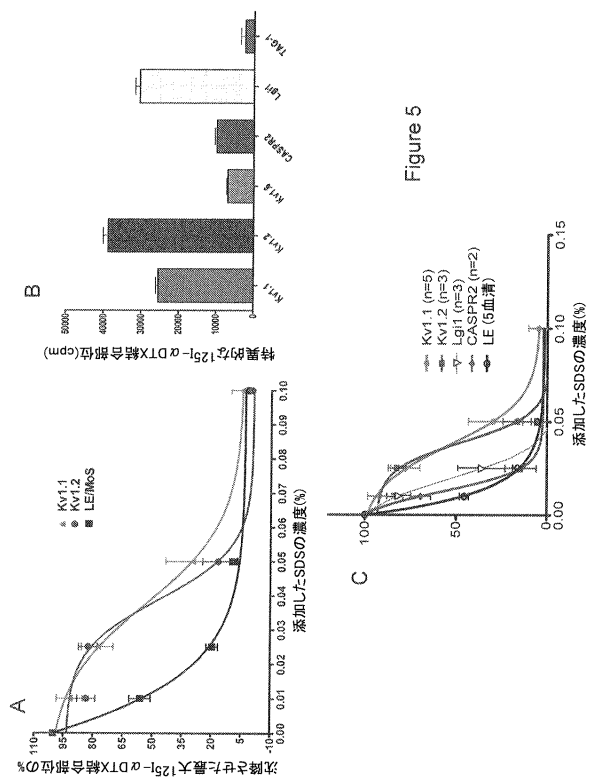 A
沈降させた最大¹²⁵I-αDTX結合部位の%
110
95
80
65
50
35
20
5
-10
0.00
0.01
0.02
0.03
0.04
0.05
0.06
0.07
0.08
0.09
0.10
添加したSDSの濃度(%)
Kv1.1
Kv1.2
LE/MoS
B
特異的な¹²⁵I-αDTX結合部位(cpm)
50000
40000
30000
20000
10000
0
Kv1.1
Kv1.2
Kv1.6
CASPR2
Lgi1
TAG-1
C
100
50
0
0.00
0.05
0.10
0.15
添加したSDSの濃度(%)
Kv1.1 (n=5)
Kv1.2 (n=3)
Lgi1 (n=3)
CASPR2 (n=2)
LE (5血清)
Figure 5